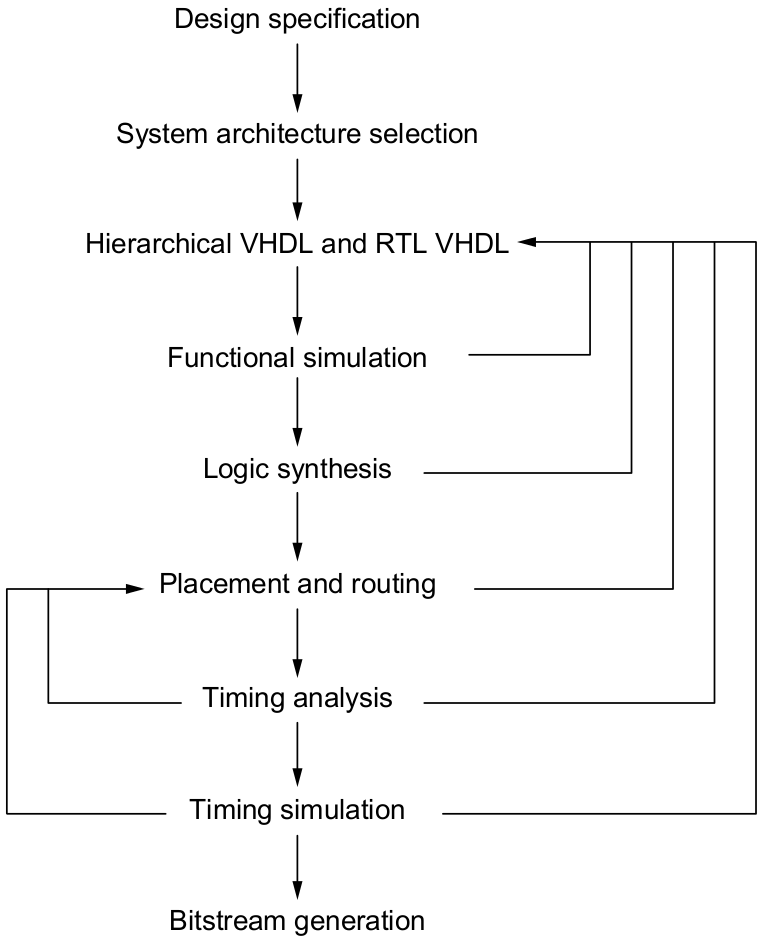 Design specification
System architecture selection
Hierarchical VHDL and RTL VHDL
Functional simulation
Logic synthesis
Placement and routing
Timing analysis
Timing simulation
Bitstream generation